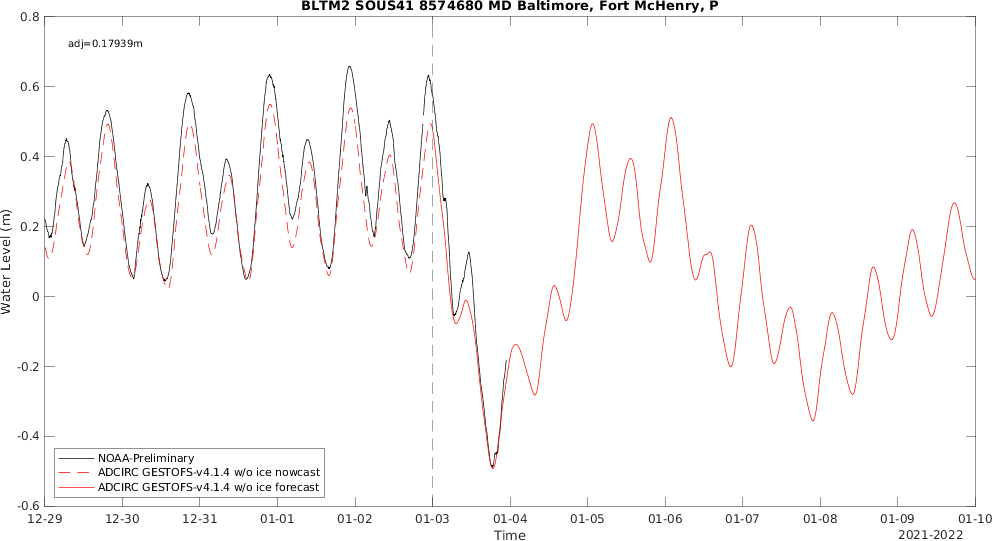 BLTM2 SOUS41 8574680 MD Baltimore, Fort McHenry, P
adj=0.17939m
0.8
0.6
0.4
0.2
0
-0.2
-0.4
-0.6
Water Level (m)
NOAA-Preliminary
ADCIRC GESTOFS-v4.1.4 w/o ice nowcast
ADCIRC GESTOFS-v4.1.4 w/o ice forecast
12-29 12-30 12-31 01-01 01-02 01-03 01-04 01-05 01-06 01-07 01-08 01-09 01-10
Time
2021-2022